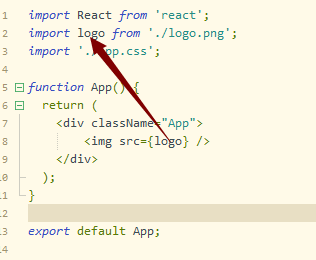 1 import React from 'react';
2 import logo from './logo.png';
3 import './App.css';
4
5 function App() {
6 return (
7 <div className="App">
8 <img src={logo} />
9 </div>
10 );
11 }
12
13 export default App;
14